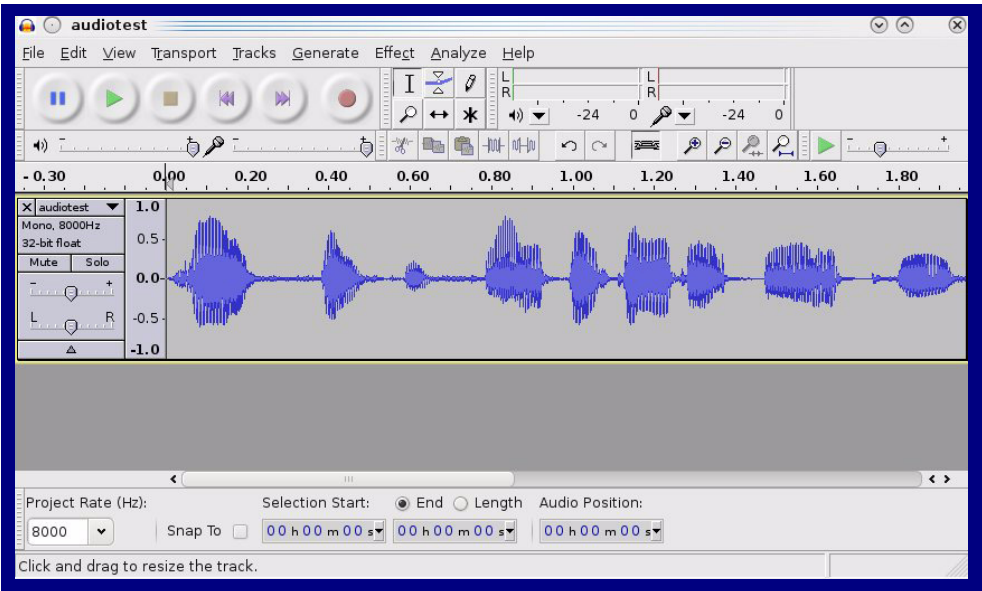 audiotest
File Edit View Transport Tracks Generate Effect Analyze Help
L
R
-24 0
L
R
-24 0
- +
- +
- +
- 0.30 0.00 0.20 0.40 0.60 0.80 1.00 1.20 1.40 1.60 1.80
X audiotest
Mono, 8000Hz
32-bit float
Mute Solo
- +
L R
1.0
0.5-
0.0-
-0.5-
-1.0
Project Rate (Hz): Selection Start: End Length Audio Position:
8000 Snap To 00 h 00 m 00 s 00 h 00 m 00 s 00 h 00 m 00 s
Click and drag to resize the track.